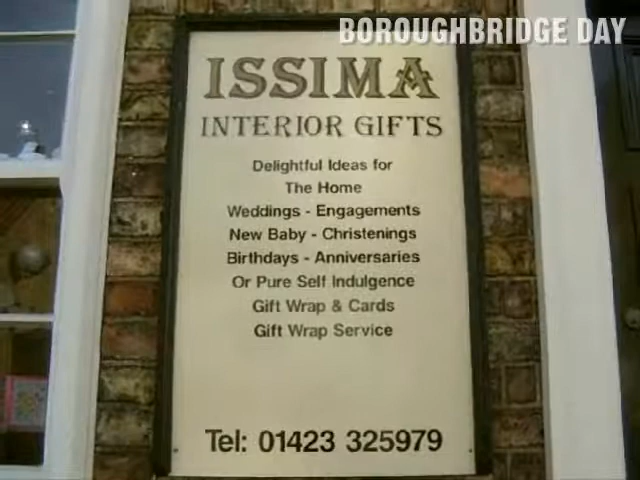 BOROUGHBRIDGE DAY
ISSIMA
INTERIOR GIFTS
Delightful Ideas for
The Home
Weddings - Engagements
New Baby - Christenings
Birthdays - Anniversaries
Or Pure Self Indulgence
Gift Wrap & Cards
Gift Wrap Service
Tel: 01423 325979